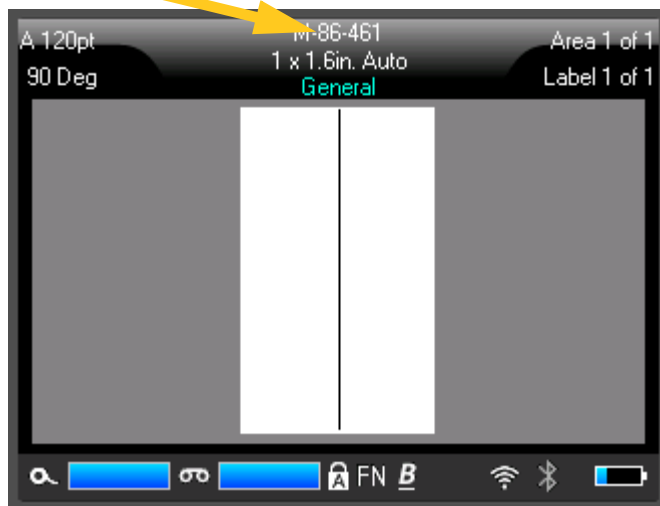 A 120pt
M-86-461
Area 1 of 1
1 x 1.6in. Auto
90 Deg
General
Label 1 of 1
A
FN B